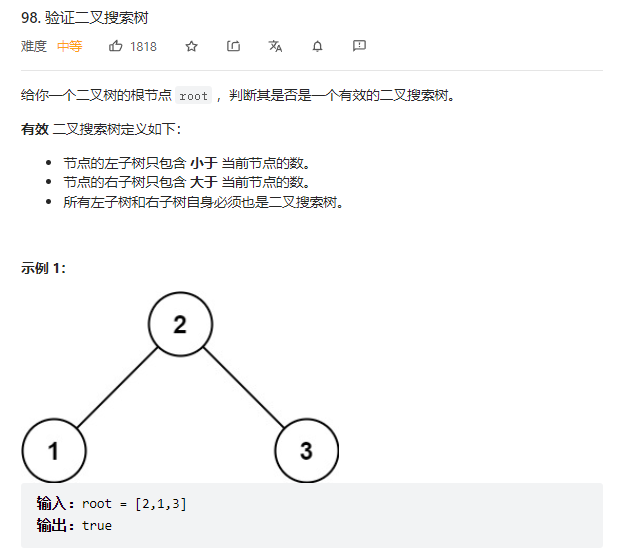 98. 验证二叉搜索树
难度 中等 1818
给你一个二叉树的根节点 root ，判断其是否是一个有效的二叉搜索树。
有效 二叉搜索树定义如下：
节点的左子树只包含 小于 当前节点的数。
节点的右子树只包含 大于 当前节点的数。
所有左子树和右子树自身必须也是二叉搜索树。
示例 1：
2
1 3
输入：root = [2,1,3]
输出：true